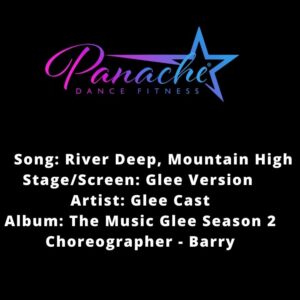 Panache
DANCE FITNESS
Song: River Deep, Mountain High
Stage/Screen: Glee Version
Artist: Glee Cast
Album: The Music Glee Season 2
Choreographer - Barry